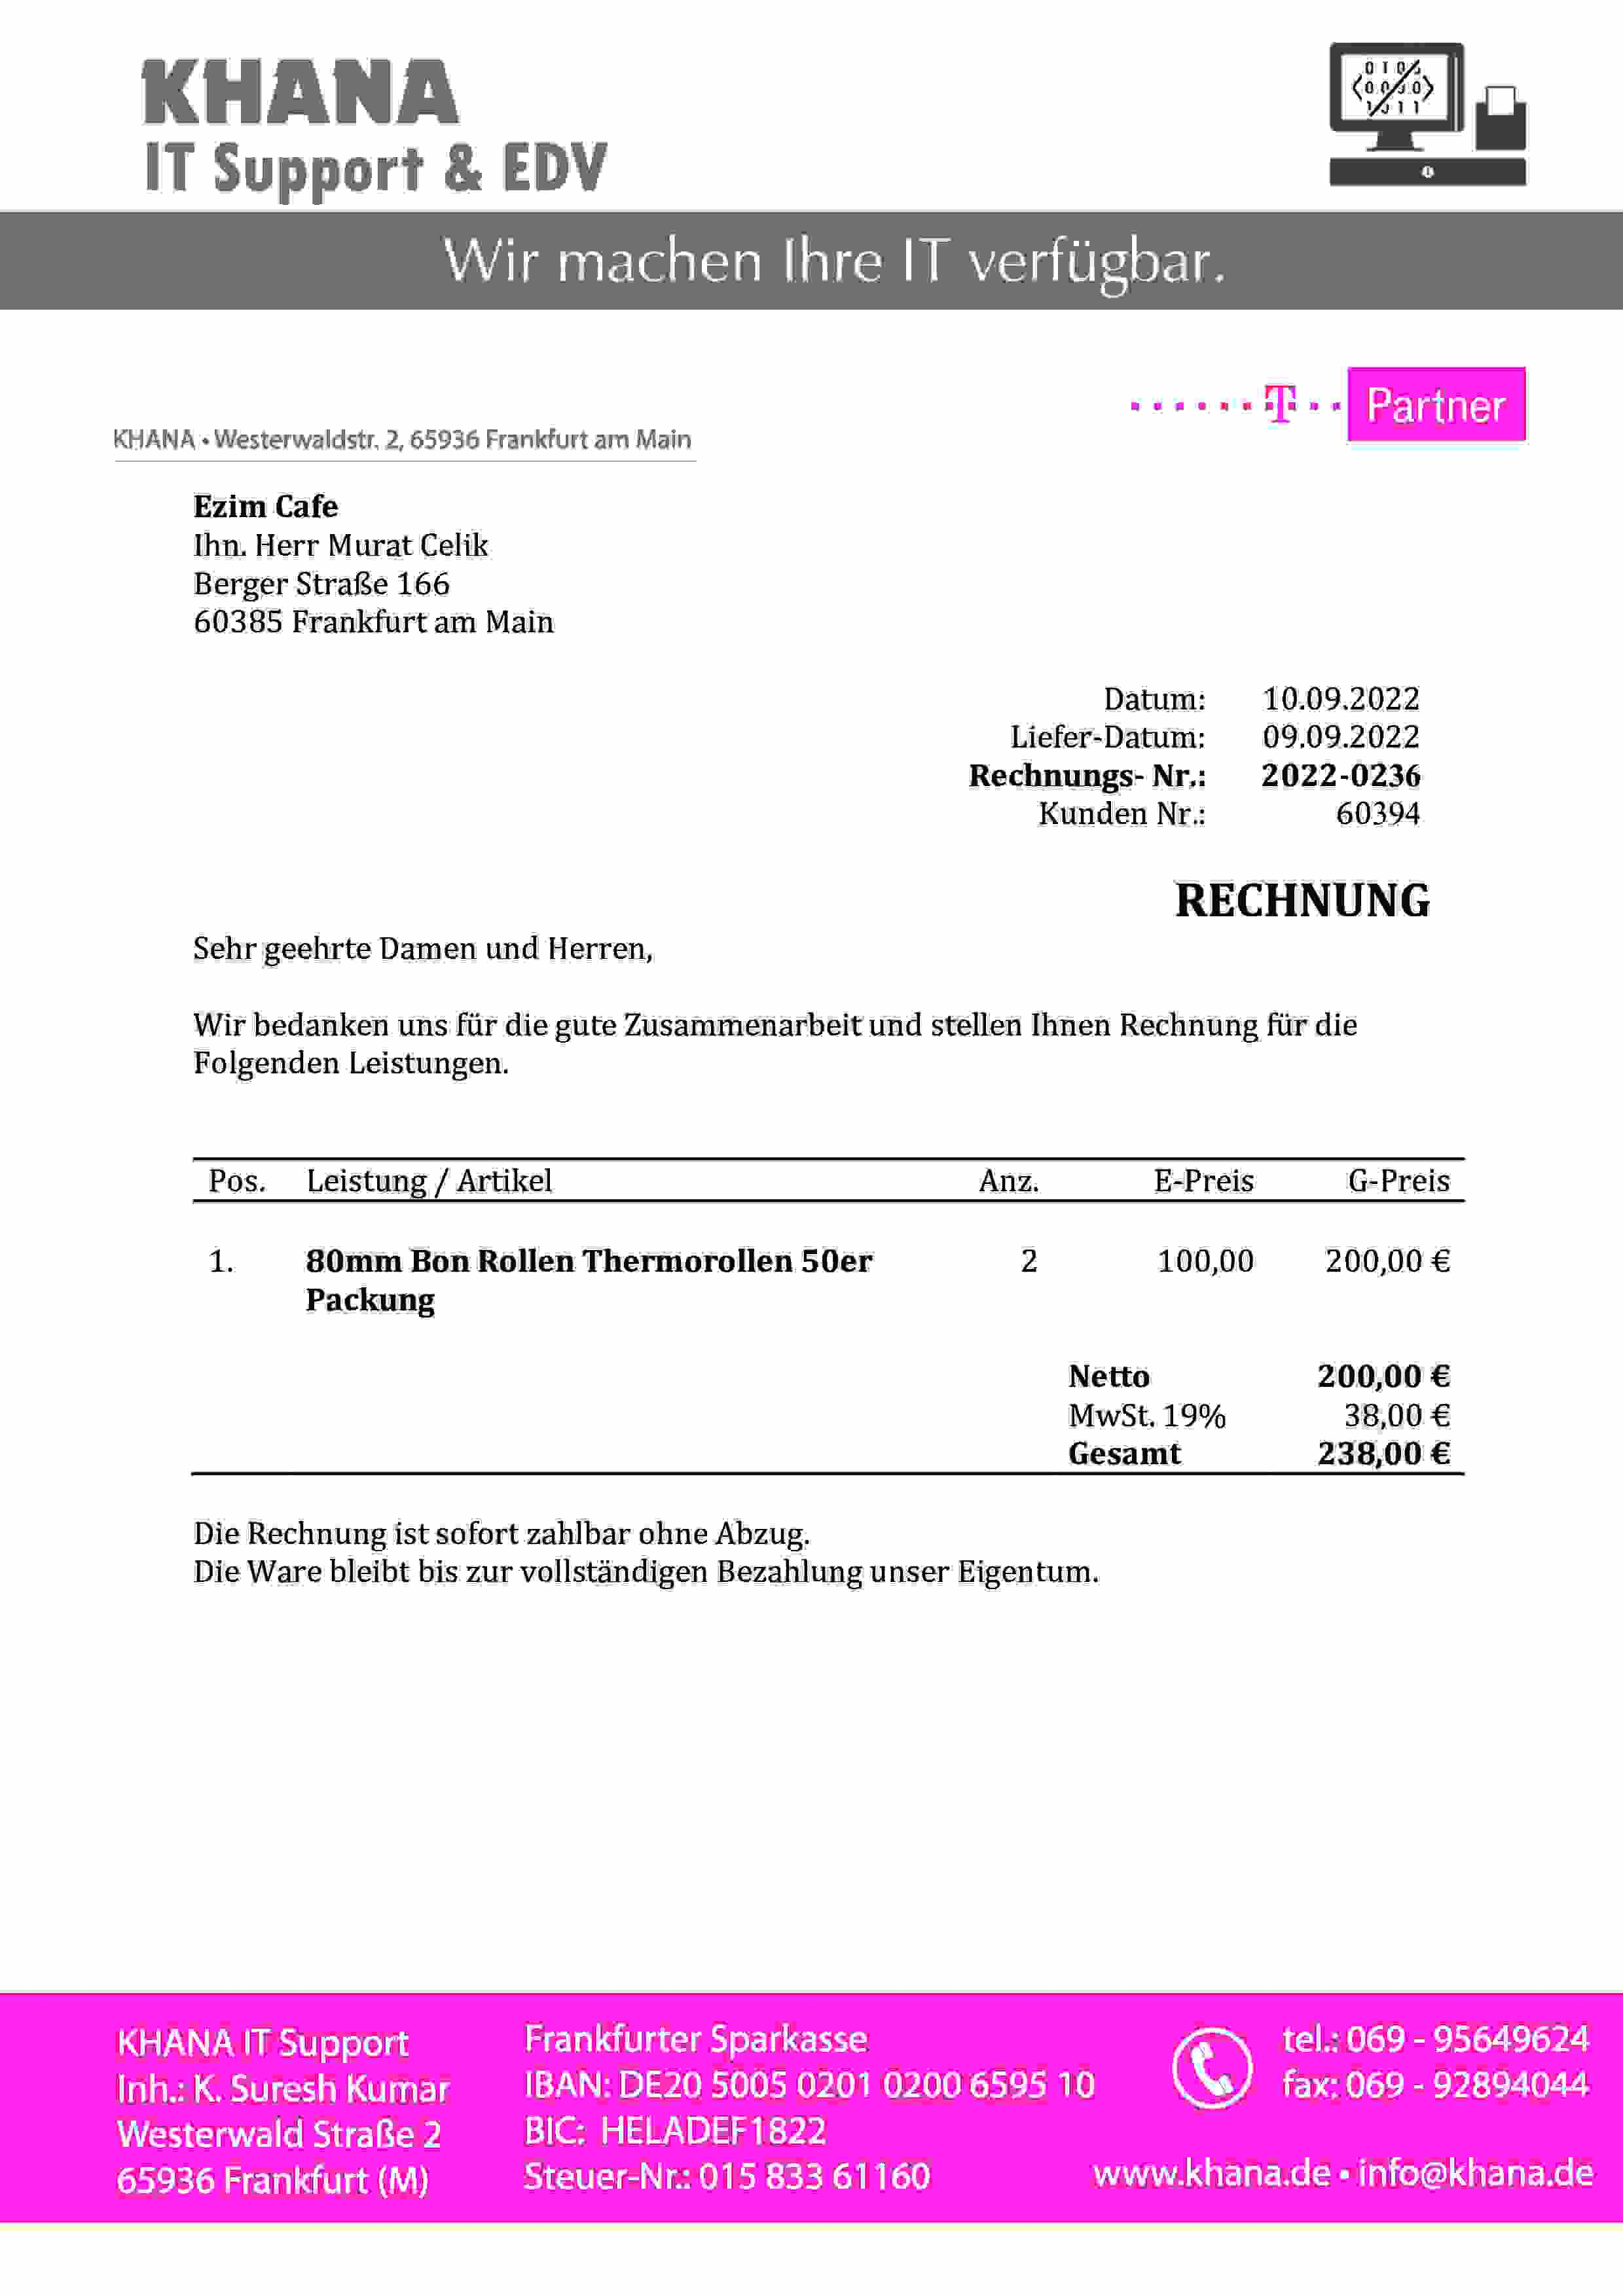 KHANA
IT Support & EDV
Wir machen Ihre IT verfügbar.
T Partner
KHANA • Westerwaldstr. 2, 65936 Frankfurt am Main
Ezim Cafe
Ihn. Herr Murat Celik
Berger Straße 166
60385 Frankfurt am Main
Datum: 10.09.2022
Liefer-Datum: 09.09.2022
Rechnungs- Nr.: 2022-0236
Kunden Nr.: 60394
RECHNUNG
Sehr geehrte Damen und Herren,
Wir bedanken uns für die gute Zusammenarbeit und stellen Ihnen Rechnung für die
Folgenden Leistungen.
Pos. Leistung / Artikel Anz. E-Preis G-Preis
1. 80mm Bon Rollen Thermorollen 50er 2 100,00 200,00 €
Packung
Netto 200,00 €
MwSt. 19% 38,00 €
Gesamt 238,00 €
Die Rechnung ist sofort zahlbar ohne Abzug.
Die Ware bleibt bis zur vollständigen Bezahlung unser Eigentum.
KHANA IT Support
Inh.: K. Suresh Kumar
Westerwald Straße 2
65936 Frankfurt (M)
Frankfurter Sparkasse
IBAN: DE20 5005 0201 0200 6595 10
BIC: HELADEF1822
Steuer-Nr.: 015 833 61160
tel.: 069 - 95649624
fax: 069 - 92894044
www.khana.de • info@khana.de